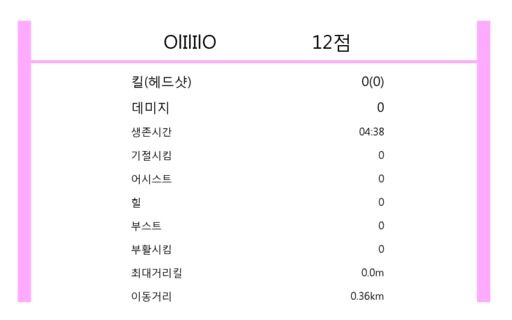 OlIlIlO 12점
킬(헤드샷) 0(0)
데미지 0
생존시간 04:38
기절시킴 0
어시스트 0
힐 0
부스트 0
부활시킴 0
최대거리킬 0.0m
이동거리 0.36km